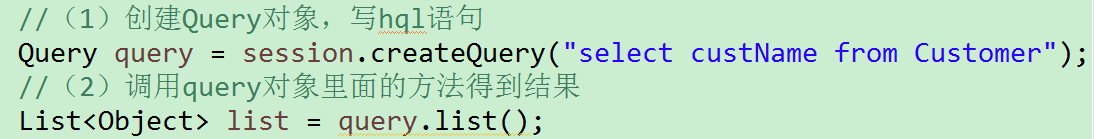 //（1）创建Query对象，写hql语句
Query query = session.createQuery("select custName from Customer");
//（2）调用query对象里面的方法得到结果
List<Object> list = query.list();